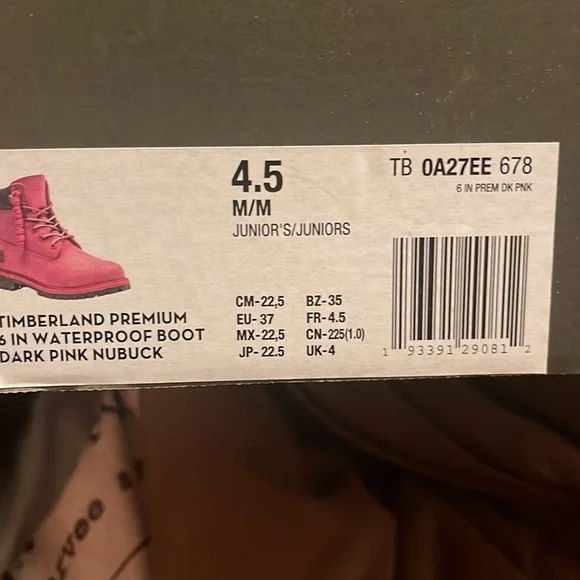 4.5
M/M
JUNIOR'S/JUNIORS
TB 0A27EE 678
6 IN PREM DK PNK
TIMBERLAND PREMIUM
6 IN WATERPROOF BOOT
DARK PINK NUBUCK
CM-22,5 BZ-35
EU-37 FR-4.5
MX-22,5 CN-225(1.0)
JP-22.5 UK-4
1 93391 29081 2